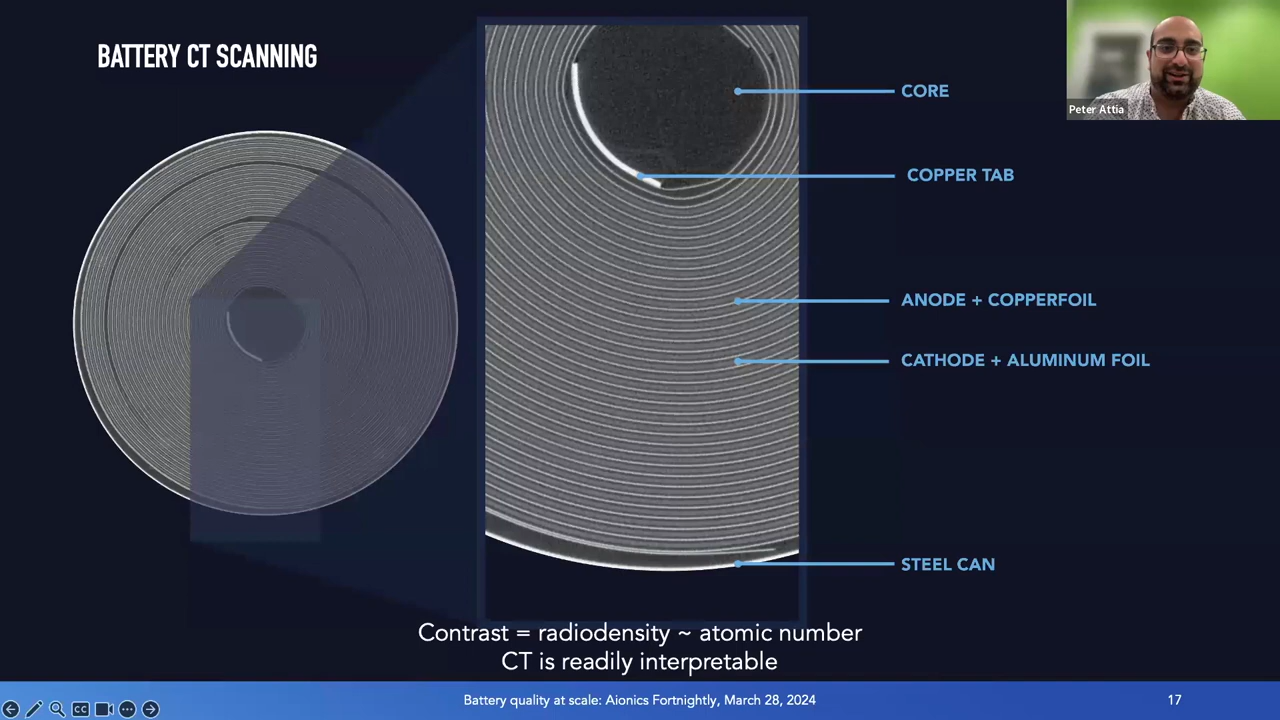 BATTERY CT SCANNING
Peter Attia
CORE
COPPER TAB
ANODE + COPPERFOIL
CATHODE + ALUMINUM FOIL
STEEL CAN
Contrast = radiodensity ~ atomic number
CT is readily interpretable
Battery quality at scale: Aionics Fortnightly, March 28, 2024
17
CC